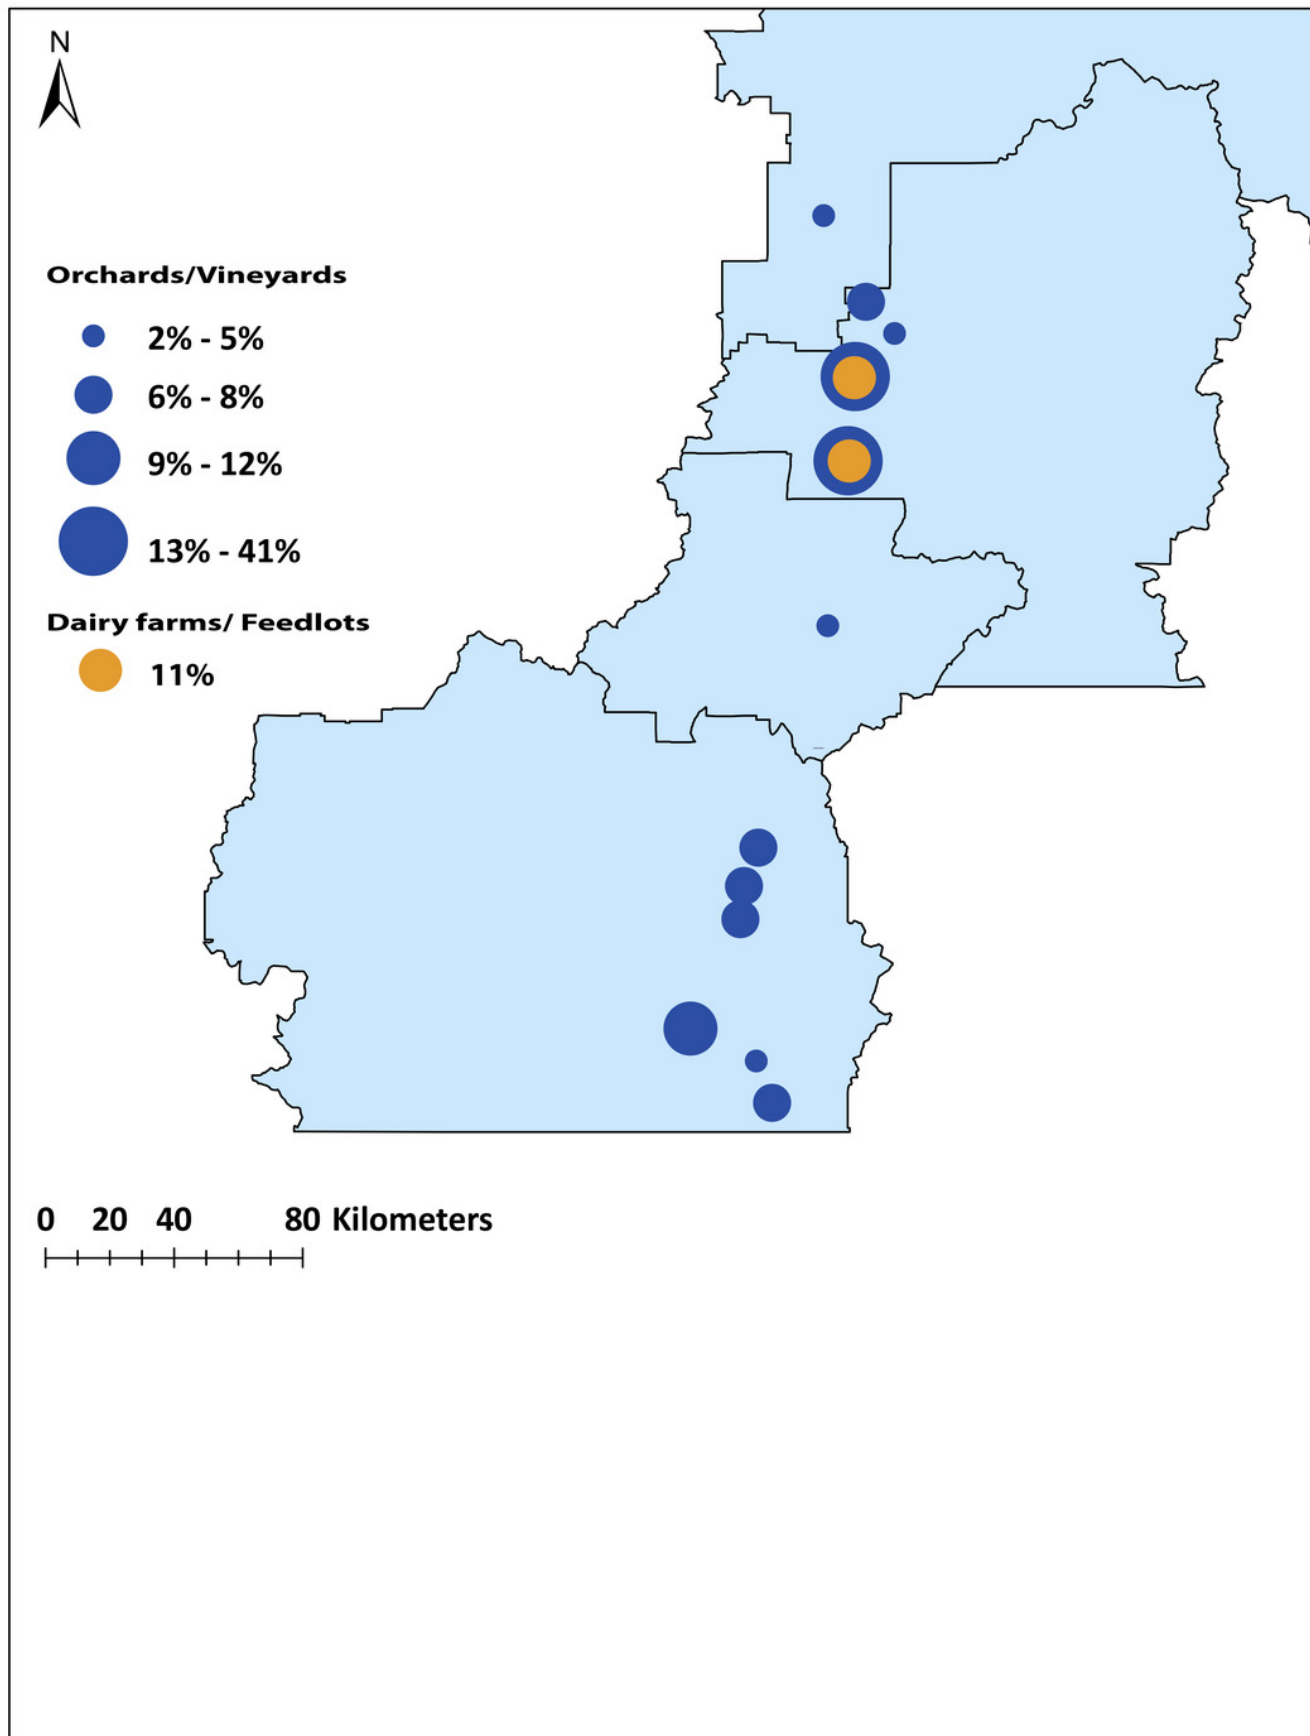 N
Orchards/Vineyards
2% - 5%
6% - 8%
9% - 12%
13% - 41%
Dairy farms/ Feedlots
11%
0 20 40 80 Kilometers